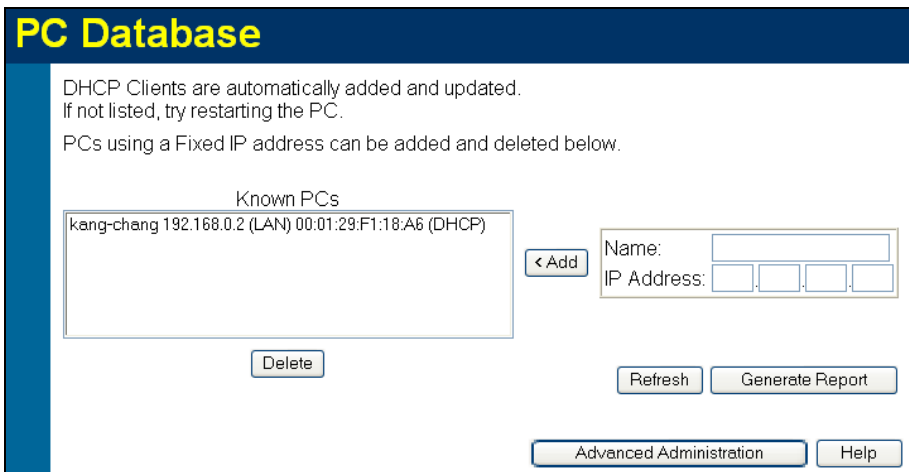 PC Database
DHCP Clients are automatically added and updated.
If not listed, try restarting the PC.
PCs using a Fixed IP address can be added and deleted below.
Known PCs
kang-chang 192.168.0.2 (LAN) 00:01:29:F1:18:A6 (DHCP)
< Add
Name:
IP Address: . . .
Delete
Refresh
Generate Report
Advanced Administration
Help